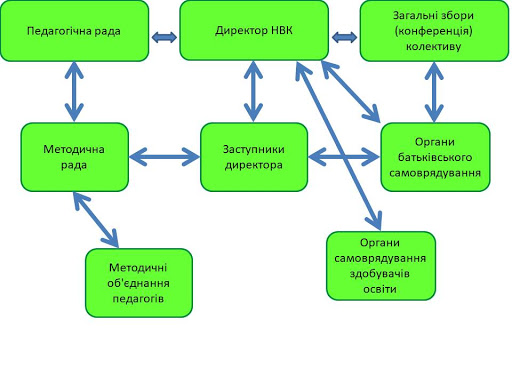 Педагогічна рада
Директор НВК
Загальні збори
(конференція)
колективу
Методична
рада
Заступники
директора
Органи
батьківського
самоврядування
Методичні
об'єднання
педагогів
Органи
самоврядування
здобувачів
освіти